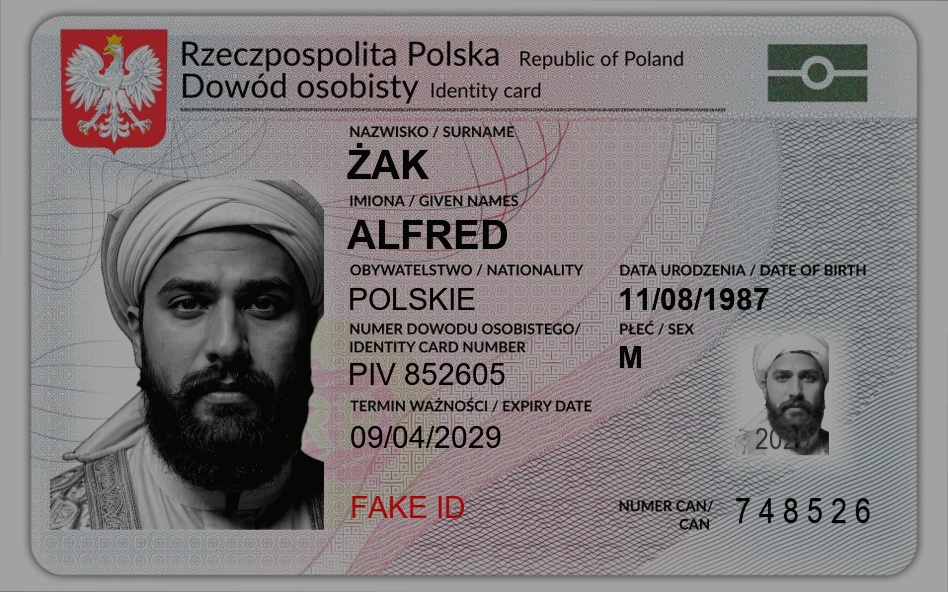 Rzeczpospolita Polska Republic of Poland
Dowód osobisty Identity card
NAZWISKO / SURNAME
ŻAK
IMIONA / GIVEN NAMES
ALFRED
OBYWATELSTWO / NATIONALITY
POLSKIE
DATA URODZENIA / DATE OF BIRTH
11/08/1987
NUMER DOWODU OSOBISTEGO/
IDENTITY CARD NUMBER
PIV 852605
PŁEĆ / SEX
M
TERMIN WAŻNOŚCI / EXPIRY DATE
09/04/2029
FAKE ID
NUMER CAN/
CAN
748526